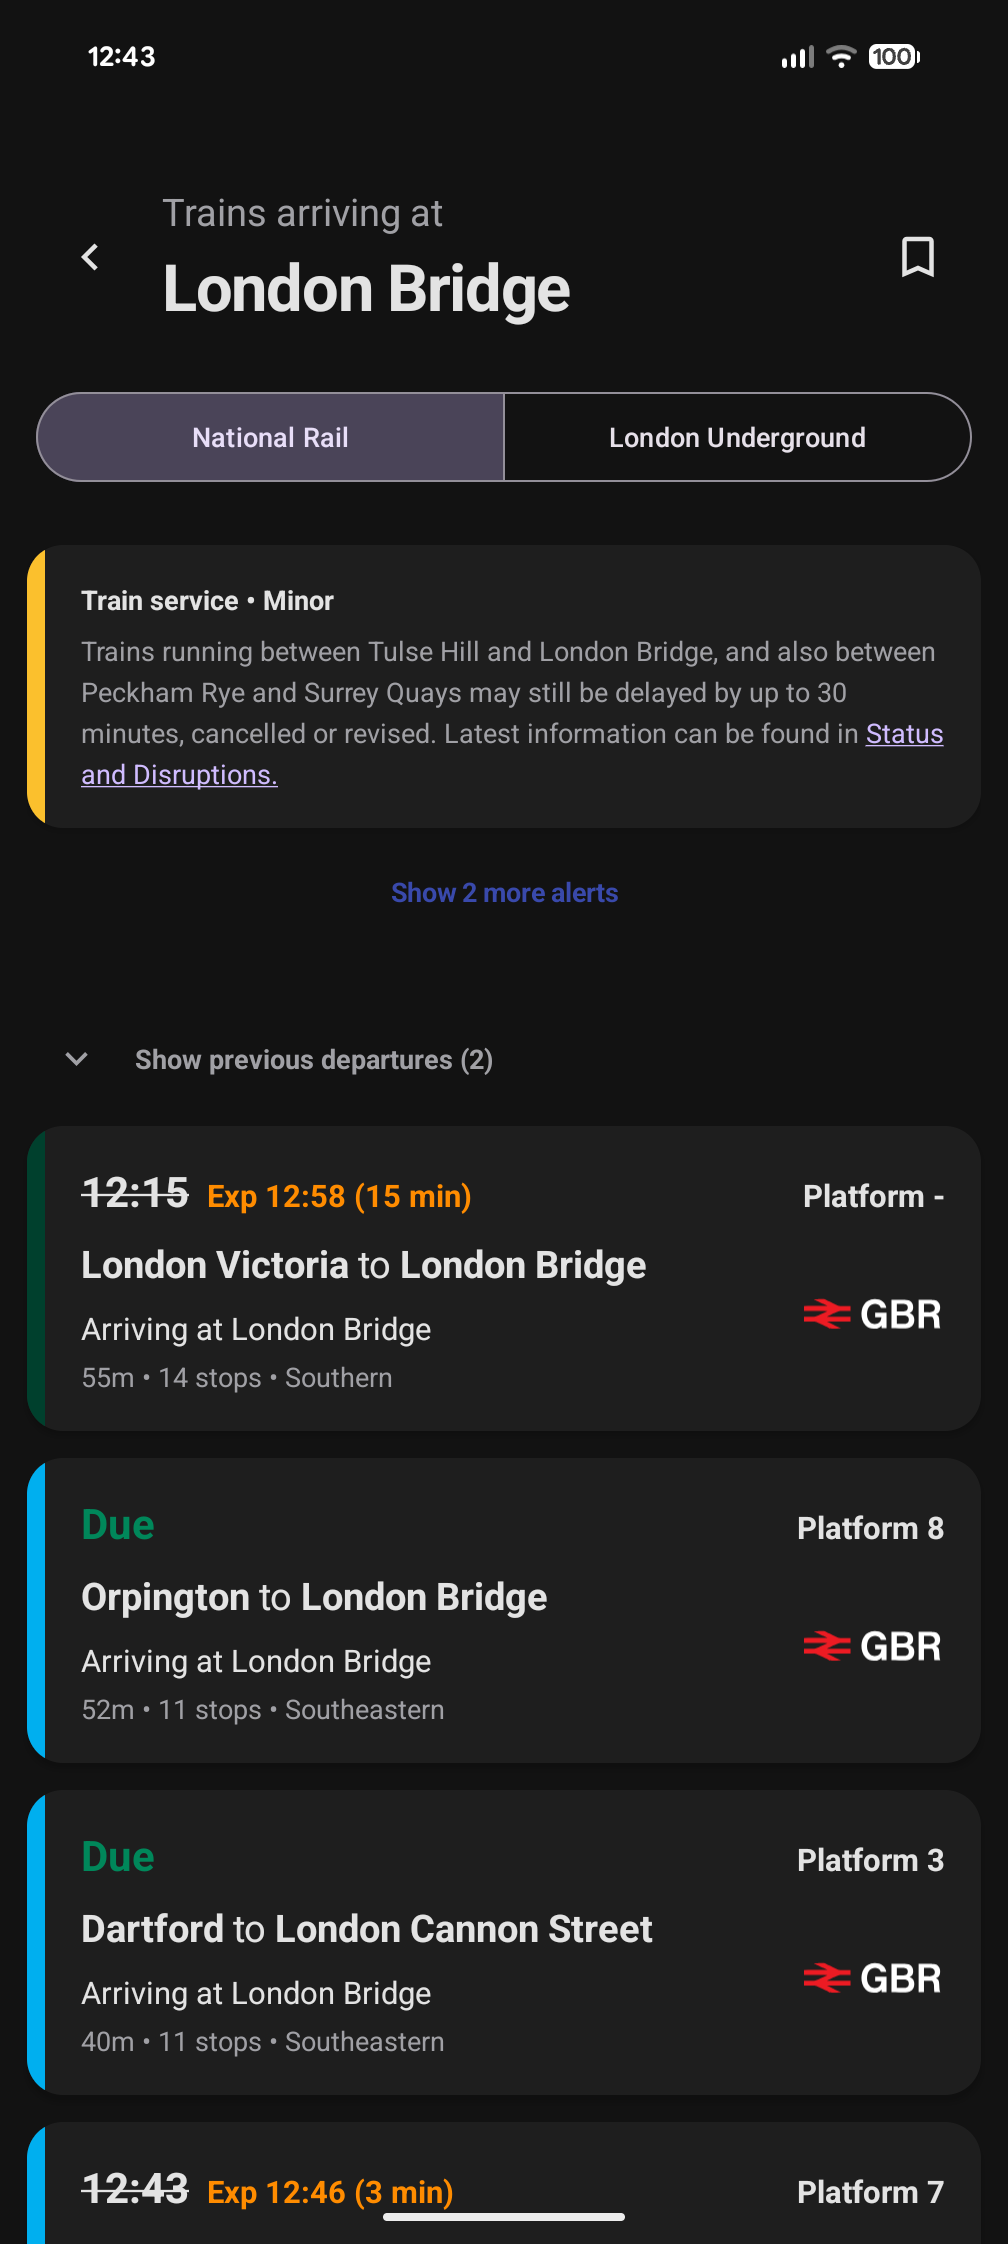 12:43
100
Trains arriving at
London Bridge
National Rail
London Underground
Train service • Minor
Trains running between Tulse Hill and London Bridge, and also between
Peckham Rye and Surrey Quays may still be delayed by up to 30
minutes, cancelled or revised. Latest information can be found in Status
and Disruptions.
Show 2 more alerts
Show previous departures (2)
12:15 Exp 12:58 (15 min)
Platform -
London Victoria to London Bridge
GBR
Arriving at London Bridge
55m • 14 stops • Southern
Due
Platform 8
Orpington to London Bridge
GBR
Arriving at London Bridge
52m • 11 stops • Southeastern
Due
Platform 3
Dartford to London Cannon Street
GBR
Arriving at London Bridge
40m • 11 stops • Southeastern
12:43 Exp 12:46 (3 min)
Platform 7